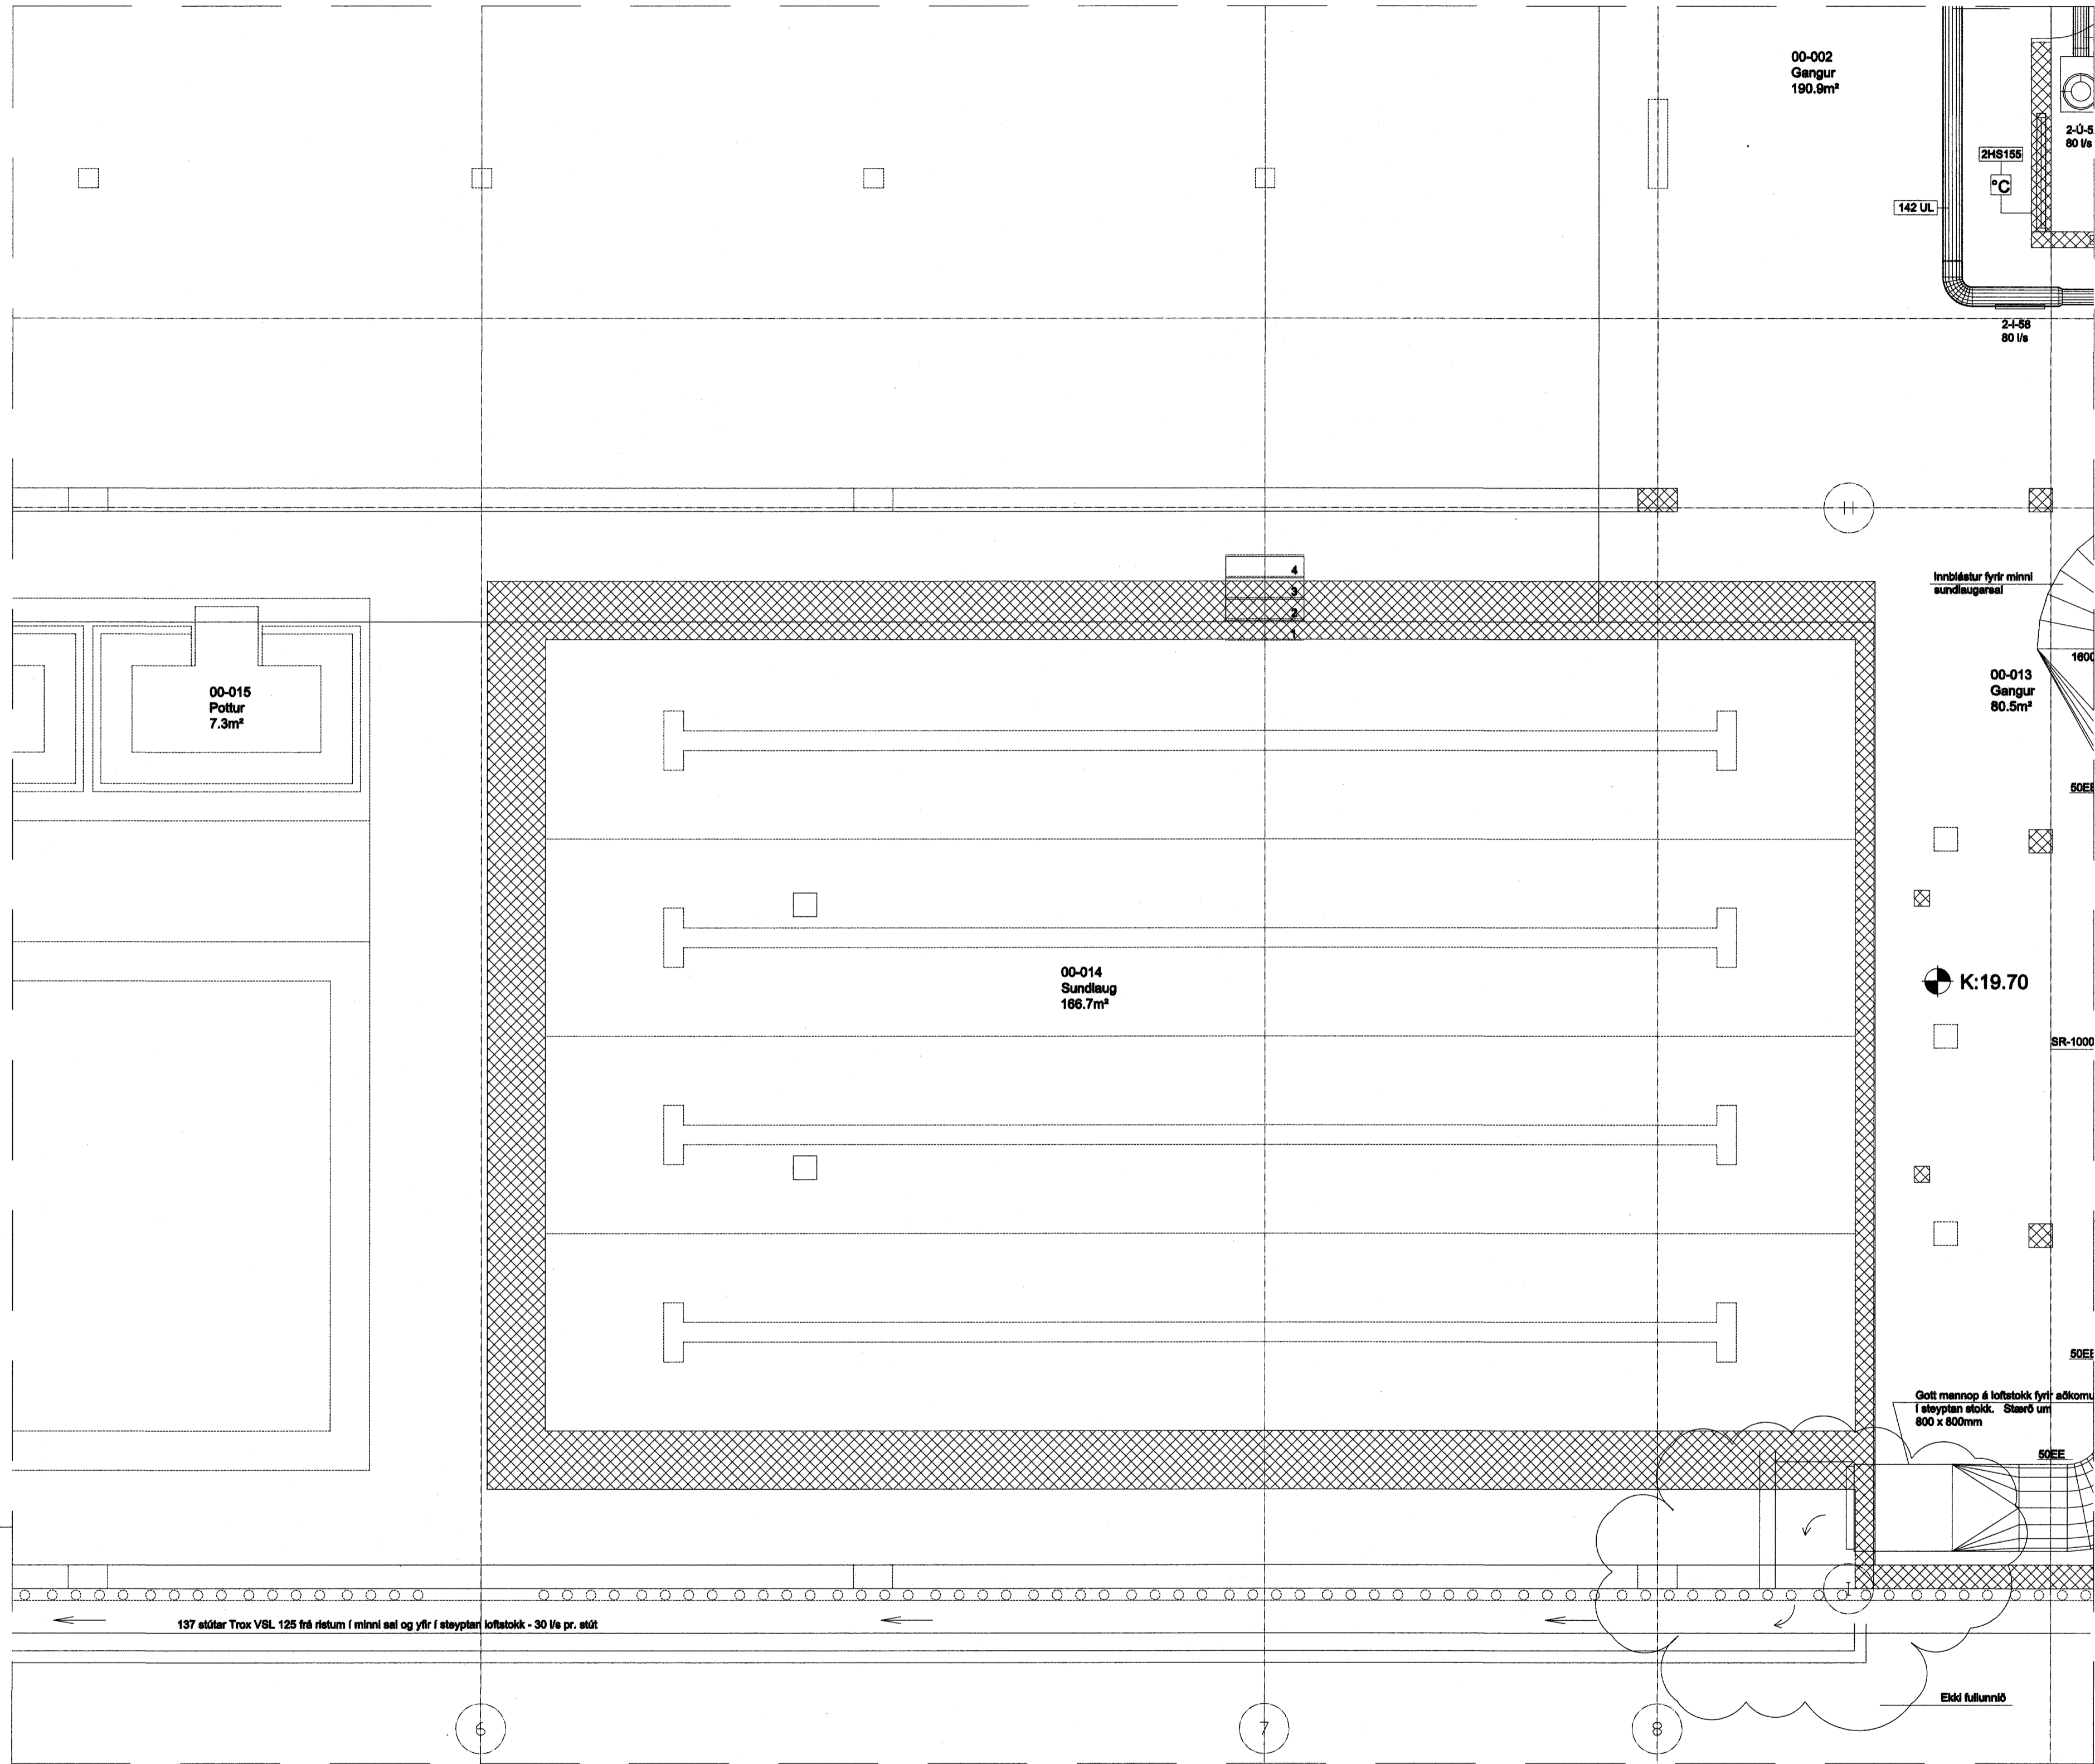 00-002
Gangur
190.9m²
2-Ú-5
80 l/s
2HS155
°C
142 UL
2-I-56
80 l/s
H
4
3
2
1
Innblástur fyrir minni
sundlaugarsal
1600
00-013
Gangur
80.5m²
00-015
Pottur
7.3m²
50EE
00-014
Sundlaug
166.7m²
K:19.70
SR-1000
50EE
Gott mannop á loftstokk fyrir aðkomu
í steyptan stokk. Stærð um
800 x 800mm
50EE
I
137 stútar Trox VSL 125 frá ristum í minni sal og yfir í steyptan loftstokk - 30 l/s pr. stút
Ekki fullunnið
6
7
8